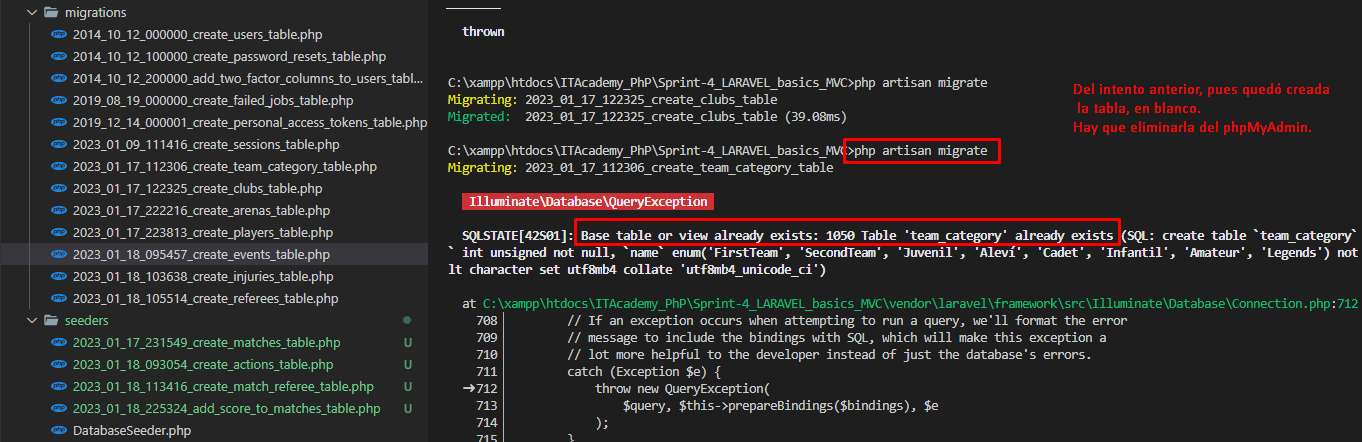 migrations
2014_10_12_000000_create_users_table.php
2014_10_12_100000_create_password_resets_table.php
2014_10_12_200000_add_two_factor_columns_to_users_tabl...
2019_08_19_000000_create_failed_jobs_table.php
2019_12_14_000001_create_personal_access_tokens_table.php
2023_01_09_111416_create_sessions_table.php
2023_01_17_112306_create_team_category_table.php
2023_01_17_122325_create_clubs_table.php
2023_01_17_222216_create_arenas_table.php
2023_01_17_223813_create_players_table.php
2023_01_18_095457_create_events_table.php
2023_01_18_103638_create_injuries_table.php
2023_01_18_105514_create_referees_table.php
seeders
2023_01_17_231549_create_matches_table.php U
2023_01_18_093054_create_actions_table.php U
2023_01_18_113416_create_match_referee_table.php U
2023_01_18_225324_add_score_to_matches_table.php U
DatabaseSeeder.php
thrown
C:\xampp\htdocs\ITAcademy_PhP\Sprint-4_LARAVEL_basics_MVC>php artisan migrate
Migrating: 2023_01_17_122325_create_clubs_table
Migrated:  2023_01_17_122325_create_clubs_table (39.08ms)
C:\xampp\htdocs\ITAcademy_PhP\Sprint-4_LARAVEL_basics_MVC>php artisan migrate
Migrating: 2023_01_17_112306_create_team_category_table
Illuminate\Database\QueryException
SQLSTATE[42S01]: Base table or view already exists: 1050 Table 'team_category' already exists (SQL: create table `team_category`
` int unsigned not null, `name` enum('FirstTeam', 'SecondTeam', 'Juvenil', 'Aleví', 'Cadet', 'Infantil', 'Amateur', 'Legends') not
lt character set utf8mb4 collate 'utf8mb4_unicode_ci')
at C:\xampp\htdocs\ITAcademy_PhP\Sprint-4_LARAVEL_basics_MVC\vendor\laravel\framework\src\Illuminate\Database\Connection.php:712
708 // If an exception occurs when attempting to run a query, we'll format the error
709 // message to include the bindings with SQL, which will make this exception a
710 // lot more helpful to the developer instead of just the database's errors.
711 catch (Exception $e) {
➜712 throw new QueryException(
713 $query, $this->prepareBindings($bindings), $e
714 );
715 }
Del intento anterior, pues quedó creada
la tabla, en blanco.
Hay que eliminarla del phpMyAdmin.